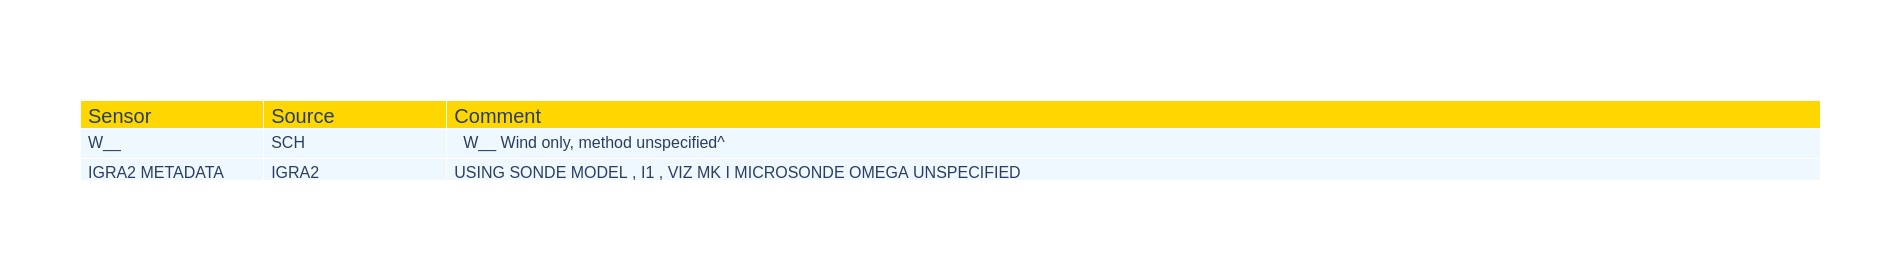 Sensor Source Comment
W__ SCH W__ Wind only, method unspecified^
IGRA2 METADATA IGRA2 USING SONDE MODEL , I1 , VIZ MK I MICROSONDE OMEGA UNSPECIFIED